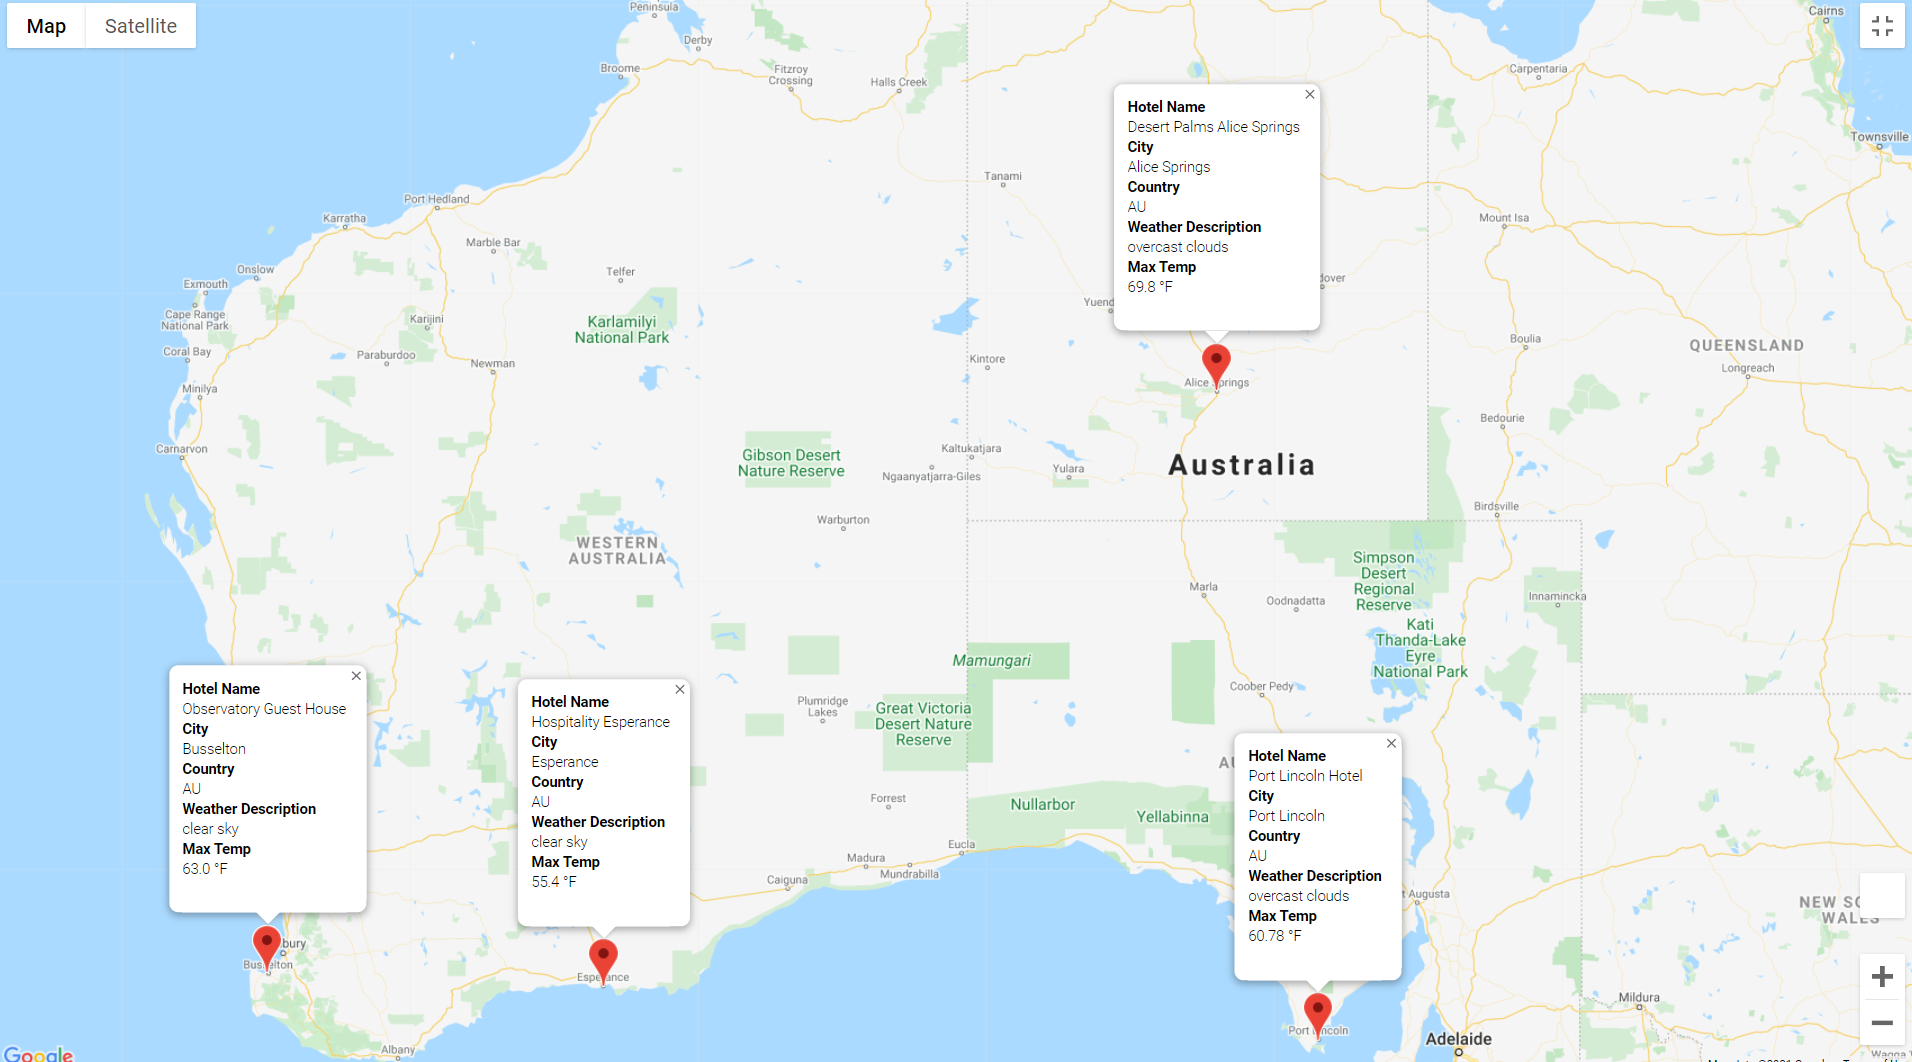 Map
Satellite
Peninsula
Derby
Broome
Fitzroy
Crossing
Halls Creek
Carpentaria
Cairns
Townsville
Hotel Name
Desert Palms Alice Springs
City
Alice Springs
Country
AU
Weather Description
overcast clouds
Max Temp
69.8 °F
Tanami
Port Hedland
Karratha
Mount Isa
Marble Bar
Onslow
Telfer
Exmouth
dover
Yuend
Cape Range
National Park
Karijini
Karlamilyi
National Park
Boulia
QUEENSLAND
Coral Bay
Paraburdoo
Newman
Kintore
Longreach
Minilya
Alice Springs
Bedourie
Carnarvon
Gibson Desert
Nature Reserve
Kaltukatjara
Yulara
Ngaanyatjarra-Giles
Australia
Birdsville
Warburton
WESTERN
AUSTRALIA
Simpson
Desert
Regional
Reserve
Marla
Oodnadatta
Innamincka
Kati
Thanda-Lake
Eyre
National Park
Mamungari
Coober Pedy
Plumridge
Lakes
Great Victoria
Desert Nature
Reserve
Hotel Name
Observatory Guest House
City
Busselton
Country
AU
Weather Description
clear sky
Max Temp
63.0 °F
Hotel Name
Hospitality Esperance
City
Esperance
Country
AU
Weather Description
clear sky
Max Temp
55.4 °F
AU
Hotel Name
Port Lincoln Hotel
City
Port Lincoln
Country
AU
Weather Description
overcast clouds
Max Temp
60.78 °F
Forrest
Nullarbor
Yellabinna
Eucla
Madura
Mundrabilla
Caiguna
t Augusta
NEW SO
WALES
bury
Busselton
Esperance
Port Lincoln
Mildura
Adelaide
Albany
Google
Wagga